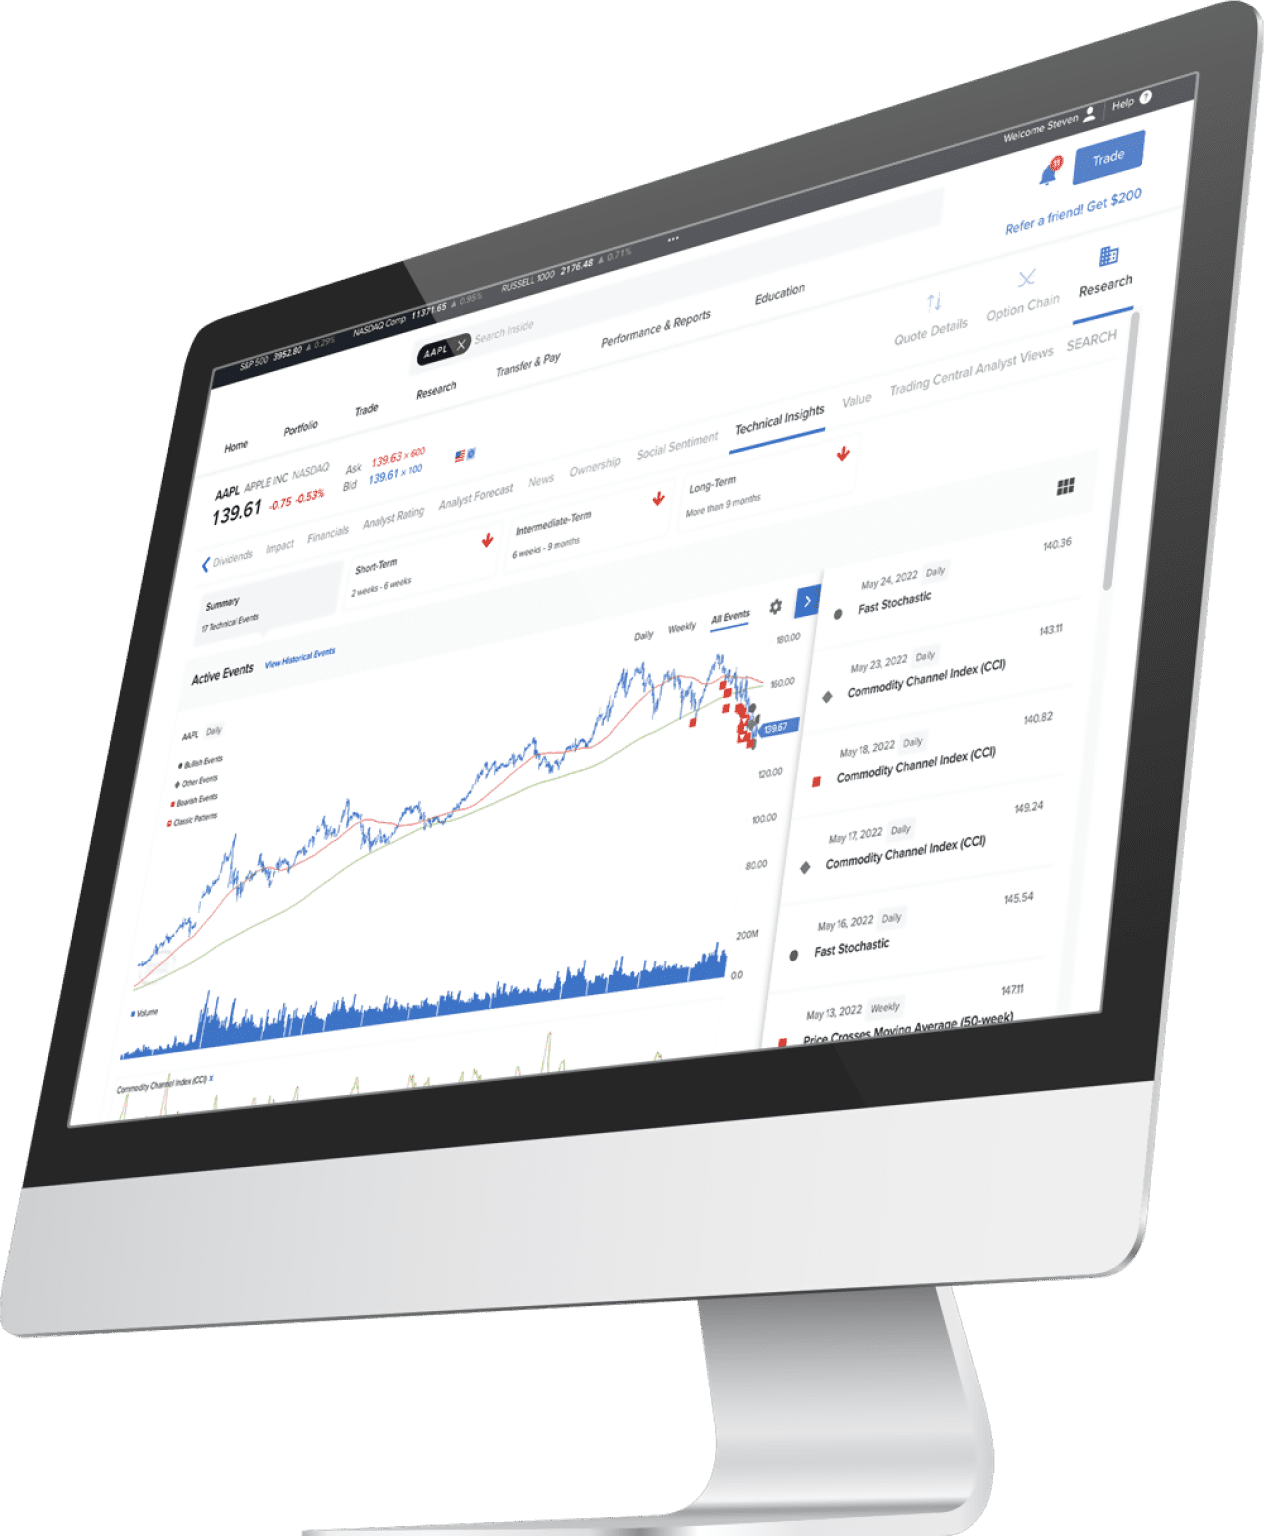 Welcome Steven Help ?
S&P 500 3952.80 ▲ 0.29% NASDAQ Comp 11371.65 ▲ 0.95% RUSSELL 1000 2176.48 ▲ 0.71% ...
11 Trade
Refer a friend! Get $200
AAPL X Search Inside
Home Portfolio Trade Research Transfer & Pay Performance & Reports Education
Quote Details Option Chain Research
AAPL APPLE INC NASDAQ Ask 139.63 x 600
139.61 -0.75 -0.53% Bid 139.61 x 100
Dividends Impact Financials Analyst Rating Analyst Forecast News Ownership Social Sentiment Technical Insights Value Trading Central Analyst Views SEARCH
Summary
17 Technical Events
Short-Term
2 weeks - 6 weeks
Intermediate-Term
6 weeks - 9 months
Long-Term
More than 9 months
Active Events View Historical Events
Daily Weekly All Events
AAPL Daily
Bullish Events
Other Events
Bearish Events
Classic Patterns
180.00
160.00
139.67
120.00
100.00
80.00
200M
0.0
Volume
Commodity Channel Index (CCI) x
140.36
May 24, 2022 Daily
Fast Stochastic
143.11
May 23, 2022 Daily
Commodity Channel Index (CCI)
140.82
May 18, 2022 Daily
Commodity Channel Index (CCI)
149.24
May 17, 2022 Daily
Commodity Channel Index (CCI)
145.54
May 16, 2022 Daily
Fast Stochastic
147.11
May 13, 2022 Weekly
Price Crosses Moving Average (50-week)